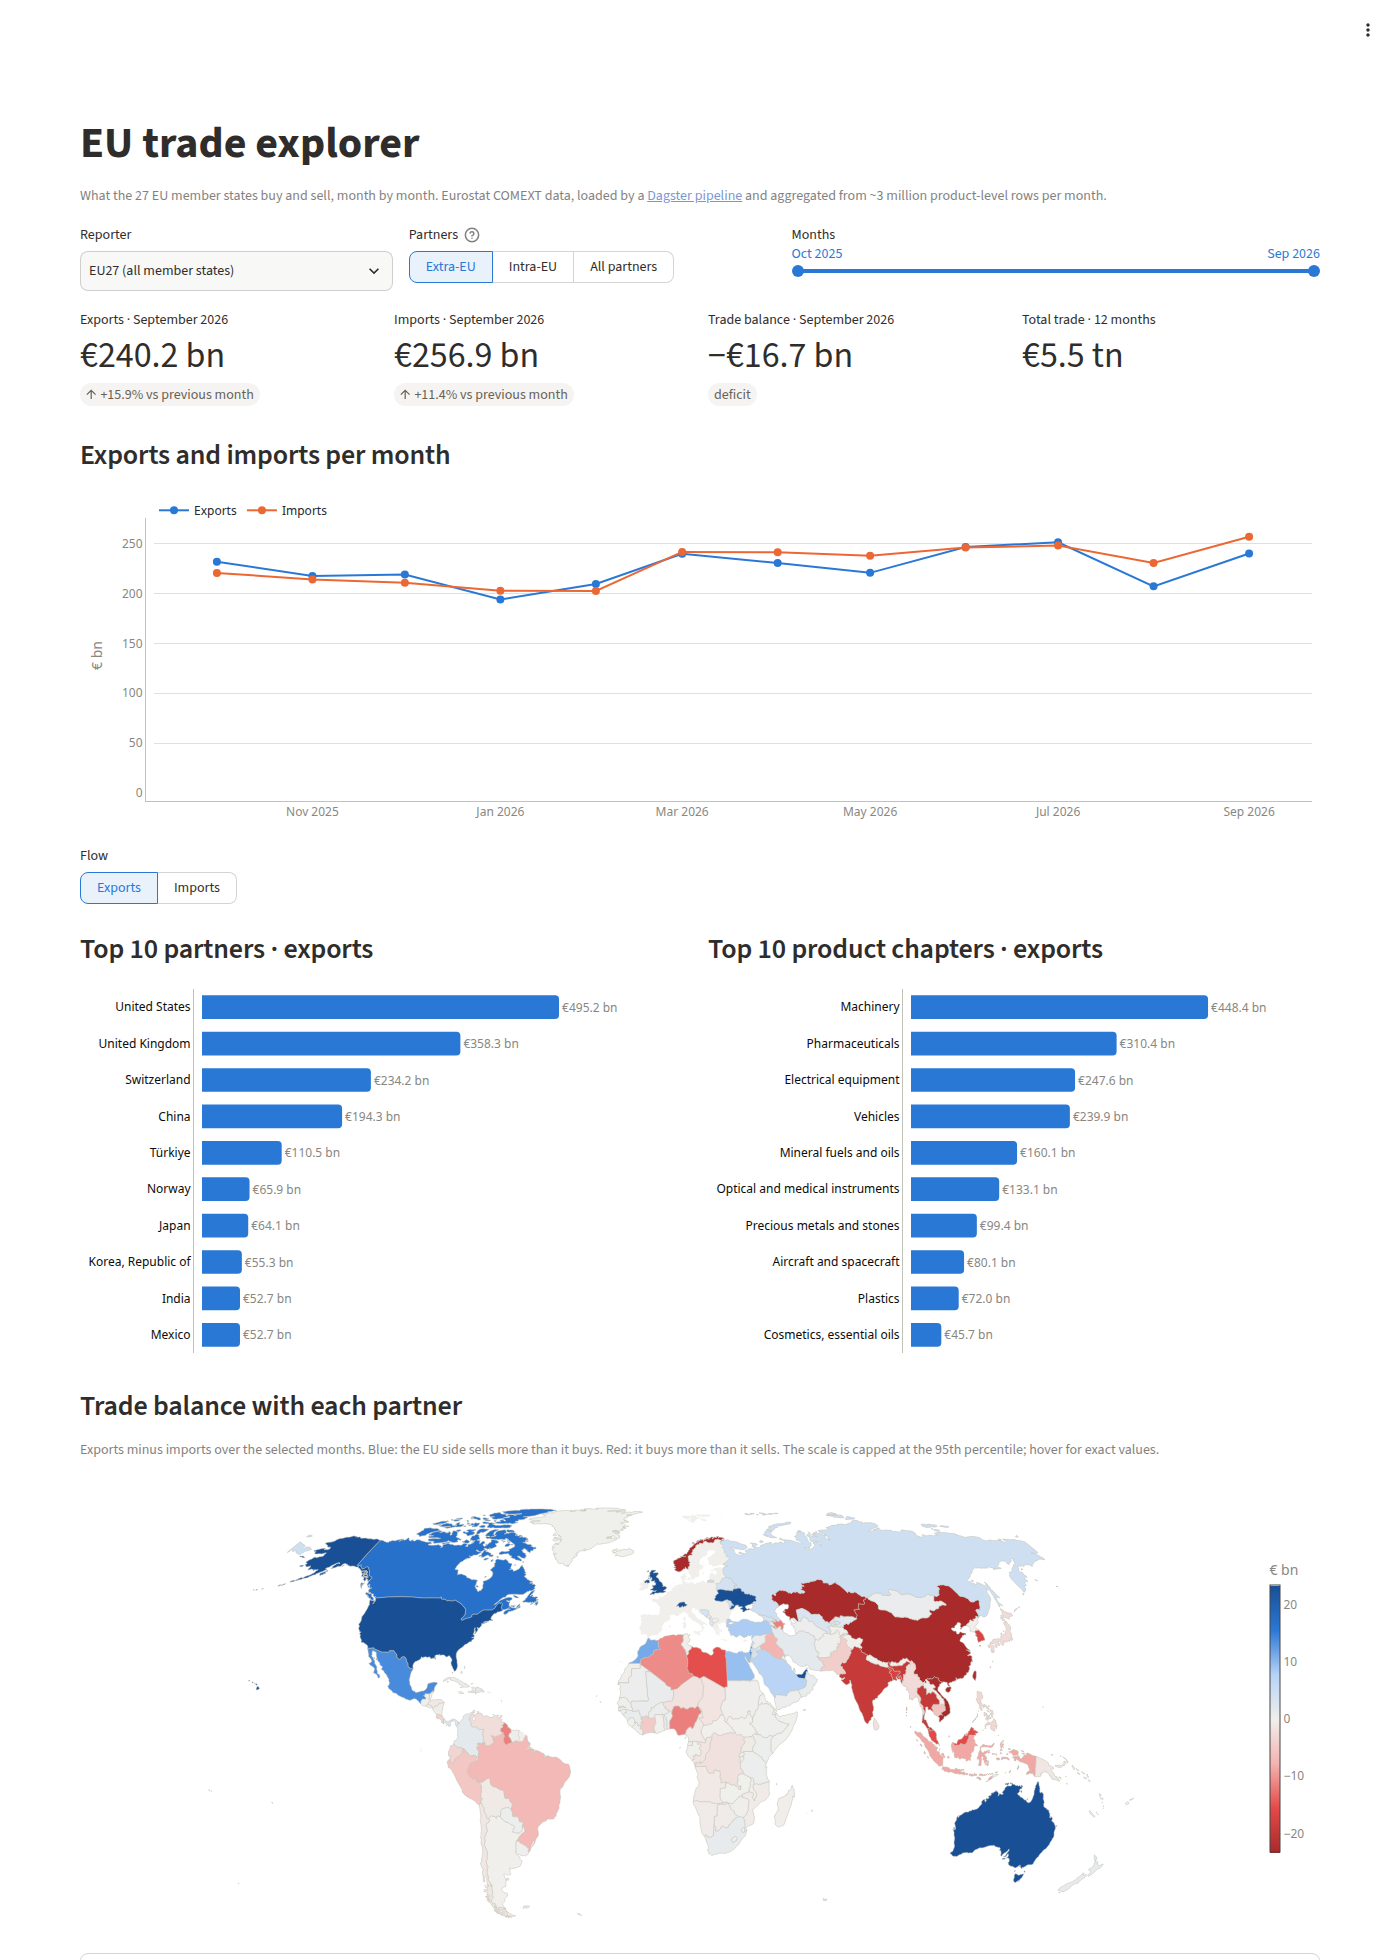 EU trade explorer
What the 27 EU member states buy and sell, month by month. Eurostat COMEXT data, loaded by a Dagster pipeline and aggregated from ~3 million product-level rows per month.
Reporter
EU27 (all member states)
Partners
Extra-EU
Intra-EU
All partners
Months
Oct 2025
Sep 2026
Exports · September 2026
€240.2 bn
↑ +15.9% vs previous month
Imports · September 2026
€256.9 bn
↑ +11.4% vs previous month
Trade balance · September 2026
−€16.7 bn
deficit
Total trade · 12 months
€5.5 tn
Exports and imports per month
Exports
Imports
€ bn
250
200
150
100
50
0
Nov 2025
Jan 2026
Mar 2026
May 2026
Jul 2026
Sep 2026
Flow
Exports
Imports
Top 10 partners · exports
United States €495.2 bn
United Kingdom €358.3 bn
Switzerland €234.2 bn
China €194.3 bn
Türkiye €110.5 bn
Norway €65.9 bn
Japan €64.1 bn
Korea, Republic of €55.3 bn
India €52.7 bn
Mexico €52.7 bn
Top 10 product chapters · exports
Machinery €448.4 bn
Pharmaceuticals €310.4 bn
Electrical equipment €247.6 bn
Vehicles €239.9 bn
Mineral fuels and oils €160.1 bn
Optical and medical instruments €133.1 bn
Precious metals and stones €99.4 bn
Aircraft and spacecraft €80.1 bn
Plastics €72.0 bn
Cosmetics, essential oils €45.7 bn
Trade balance with each partner
Exports minus imports over the selected months. Blue: the EU side sells more than it buys. Red: it buys more than it sells. The scale is capped at the 95th percentile; hover for exact values.
€ bn
20
10
0
−10
−20